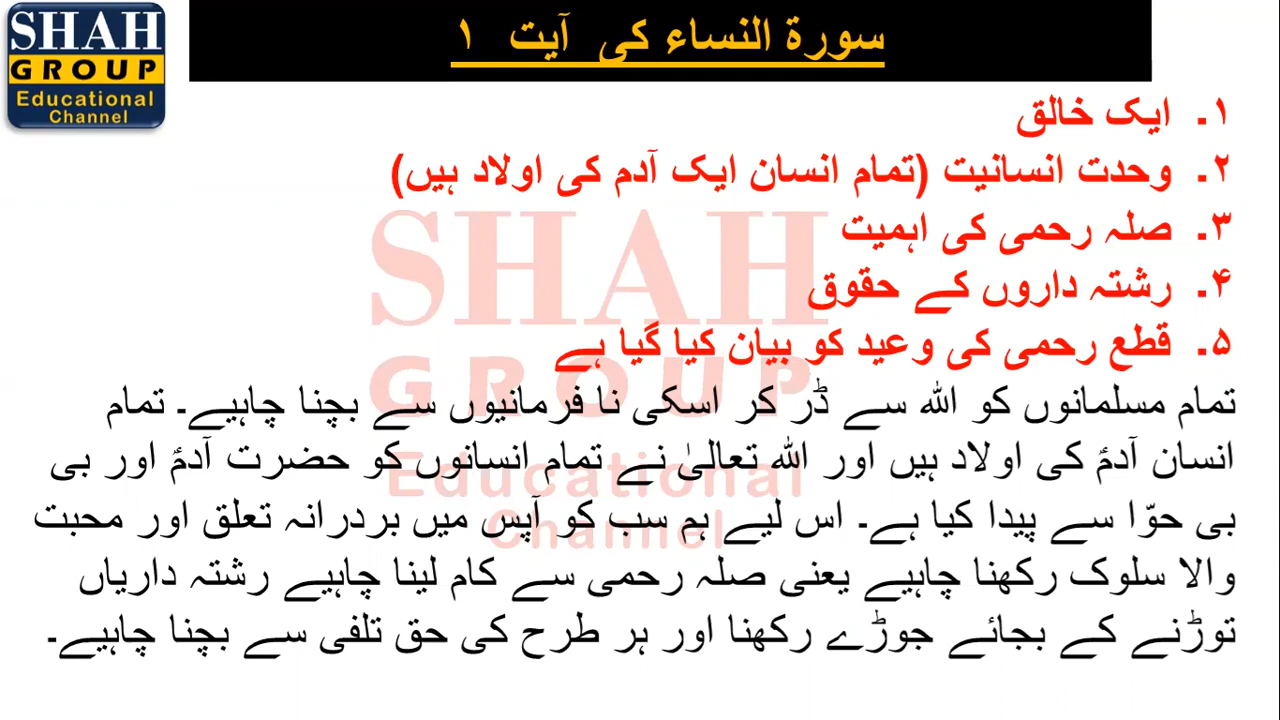 SHAH
GROUP
Educational
Channel
سورة النساء کی آیت ۱
۱۔ ایک خالق
۲۔ وحدت انسانیت (تمام انسان ایک آدم کی اولاد ہیں)
۳۔ صلہ رحمی کی اہمیت
۴۔ رشتہ داروں کے حقوق
۵۔ قطع رحمی کی وعید کو بیان کیا گیا ہے
تمام مسلمانوں کو اللہ سے ڈر کر اسکی نا فرمانیوں سے بچنا چاہیے۔ تمام
انسان آدمؑ کی اولاد ہیں اور اللہ تعالیٰ نے تمام انسانوں کو حضرت آدمؑ اور بی
بی حوّا سے پیدا کیا ہے۔ اس لیے ہم سب کو آپس میں بردرانہ تعلق اور محبت
والا سلوک رکھنا چاہیے یعنی صلہ رحمی سے کام لینا چاہیے رشتہ داریاں
توڑنے کے بجائے جوڑے رکھنا اور ہر طرح کی حق تلفی سے بچنا چاہیے۔
SHAH
GROUP
Educational
Channel